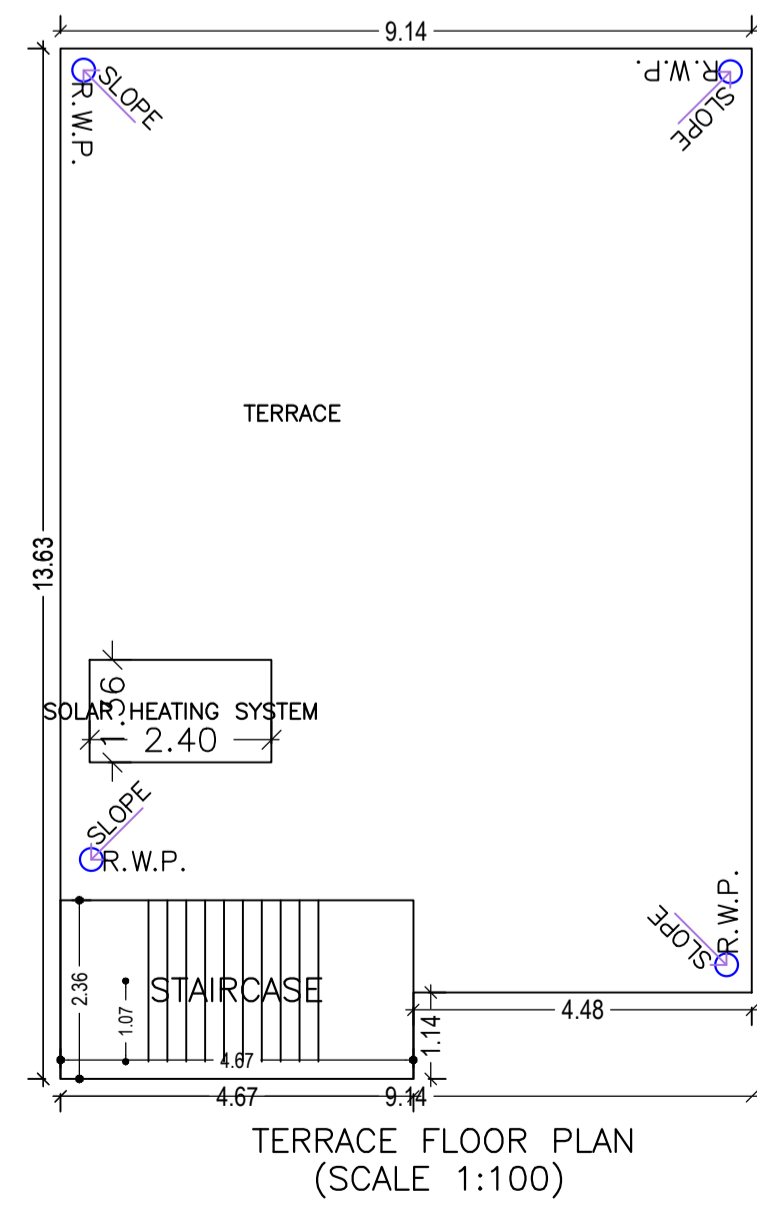 9.14
SLOPE
R.W.P.
R.W.P.
SLOPE
TERRACE
13.63
1.36
SOLAR HEATING SYSTEM
2.40
SLOPE
R.W.P.
R.W.P.
SLOPE
2.36
STAIRCASE
1.07
4.48
1.14
4.67
4.67
9.14
TERRACE FLOOR PLAN
(SCALE 1:100)